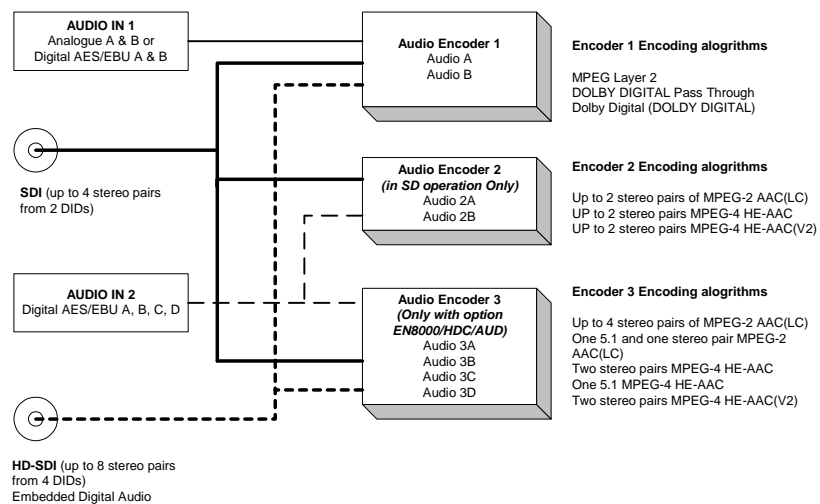 AUDIO IN 1
Analogue A & B or
Digital AES/EBU A & B
SDI (up to 4 stereo pairs
from 2 DIDs)
AUDIO IN 2
Digital AES/EBU A, B, C, D
HD-SDI (up to 8 stereo pairs
from 4 DIDs)
Embedded Digital Audio
Audio Encoder 1
Audio A
Audio B
Audio Encoder 2
(in SD operation Only)
Audio 2A
Audio 2B
Audio Encoder 3
(Only with option
EN8000/HDC/AUD)
Audio 3A
Audio 3B
Audio 3C
Audio 3D
Encoder 1 Encoding alogrithms
MPEG Layer 2
DOLBY DIGITAL Pass Through
Dolby Digital (DOLDY DIGITAL)
Encoder 2 Encoding algorithms
Up to 2 stereo pairs of MPEG-2 AAC(LC)
UP to 2 stereo pairs MPEG-4 HE-AAC
UP to 2 stereo pairs MPEG-4 HE-AAC(V2)
Encoder 3 Encoding alogrithms
Up to 4 stereo pairs of MPEG-2 AAC(LC)
One 5.1 and one stereo pair MPEG-2
AAC(LC)
Two stereo pairs MPEG-4 HE-AAC
One 5.1 MPEG-4 HE-AAC
Two stereo pairs MPEG-4 HE-AAC(V2)